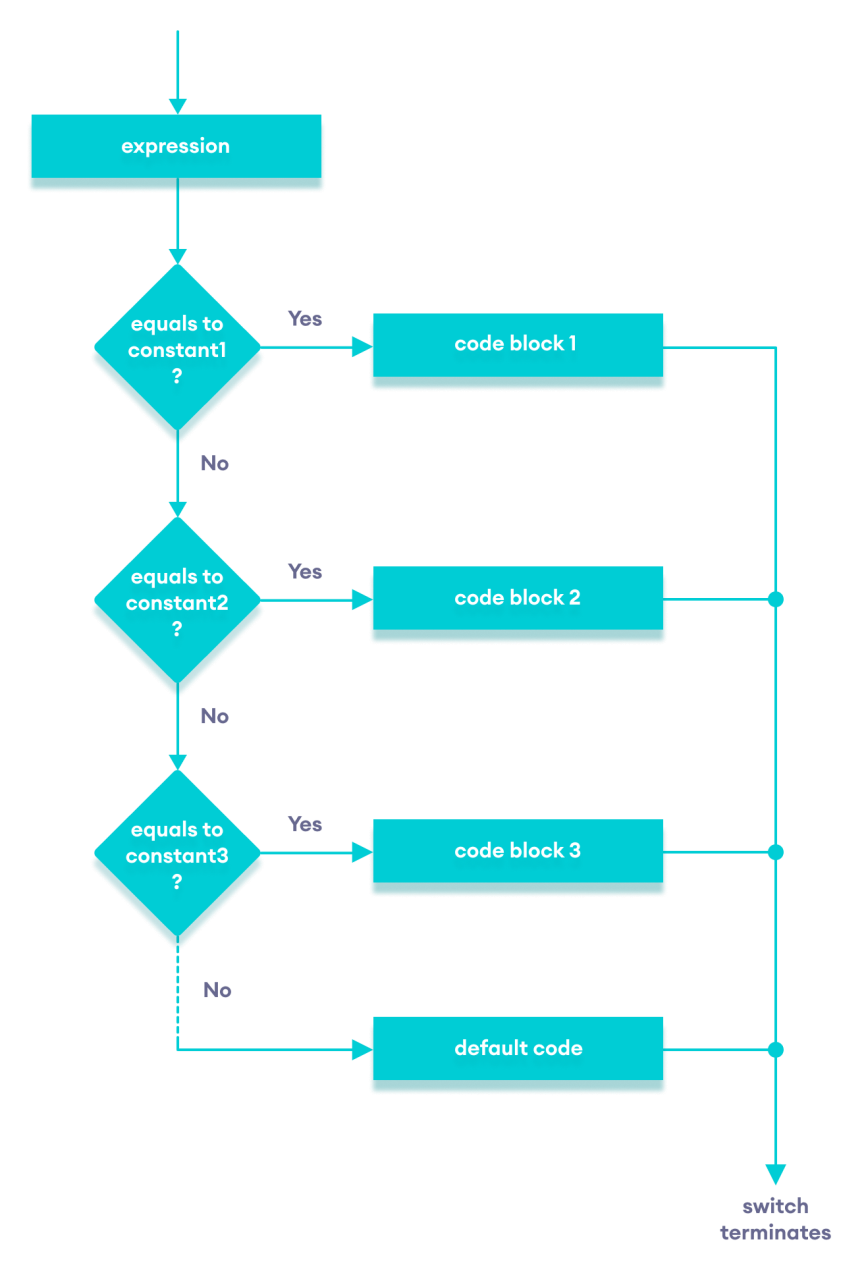 expression
equals to
constant1
?
Yes
code block 1
No
equals to
constant2
?
Yes
code block 2
No
equals to
constant3
?
Yes
code block 3
No
default code
switch
terminates